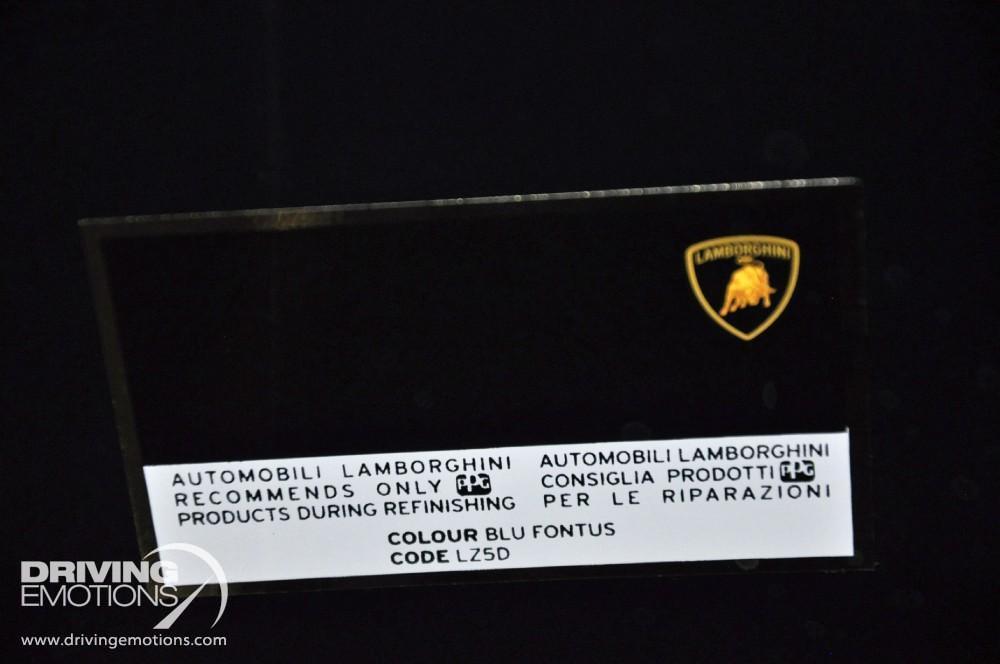 LAMBORGHINI
AUTOMOBILI LAMBORGHINI
RECOMMENDS ONLY PPG
PRODUCTS DURING REFINISHING
AUTOMOBILI LAMBORGHINI
CONSIGLIA PRODOTTI PPG
PER LE RIPARAZIONI
COLOUR BLU FONTUS
CODE LZ5D
DRIVING
EMOTIONS
www.drivingemotions.com